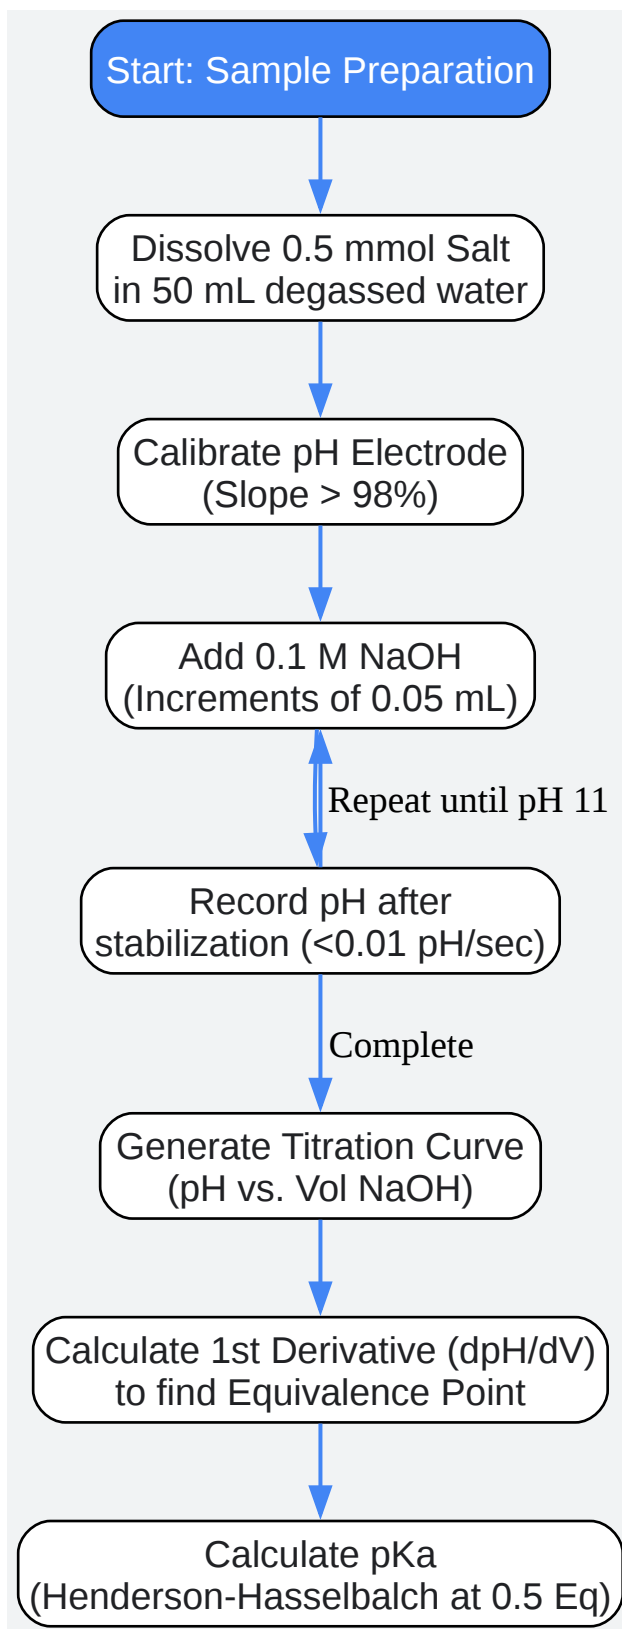 Start: Sample Preparation
Dissolve 0.5 mmol Salt
in 50 mL degassed water
Calibrate pH Electrode
(Slope > 98%)
Add 0.1 M NaOH
(Increments of 0.05 mL)
Repeat until pH 11
Record pH after
stabilization (<0.01 pH/sec)
Complete
Generate Titration Curve
(pH vs. Vol NaOH)
Calculate 1st Derivative (dpH/dV)
to find Equivalence Point
Calculate pKa
(Henderson-Hasselbalch at 0.5 Eq)